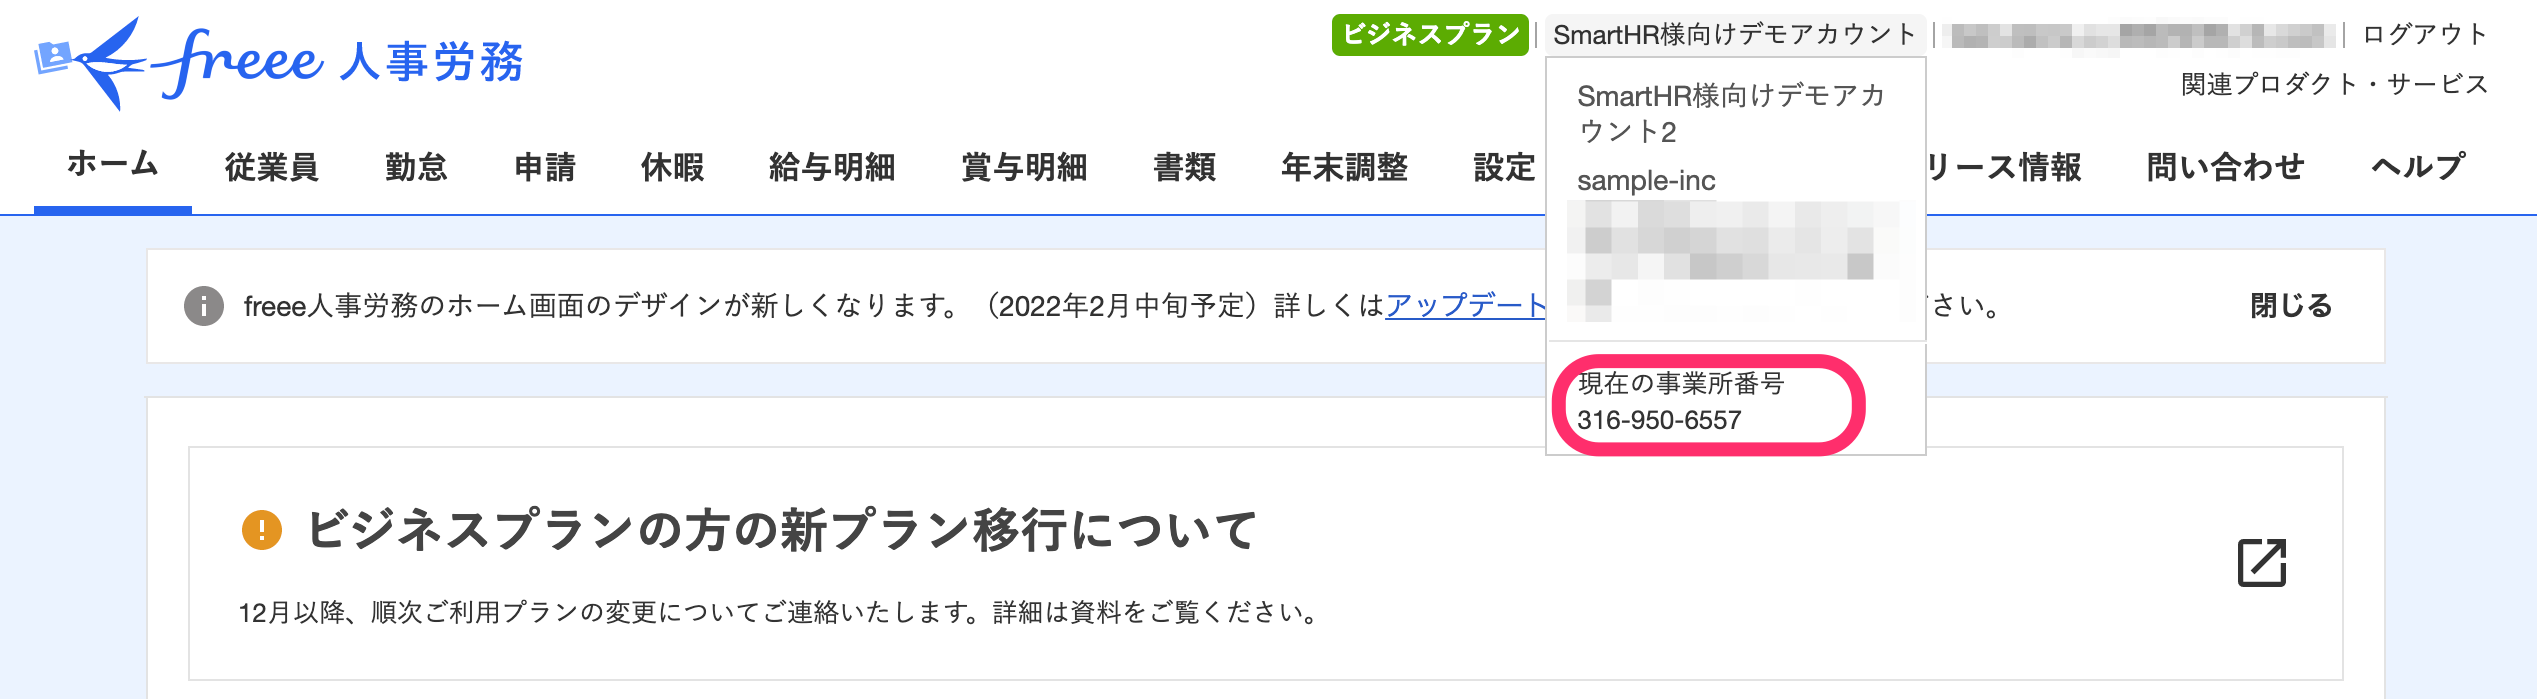 freee 人事労務
ビジネスプラン
SmartHR様向けデモアカウント
ログアウト
関連プロダクト・サービス
SmartHR様向けデモアカ
ウント2
sample-inc
現在の事業所番号
316-950-6557
ホーム 従業員 勤怠 申請 休暇 給与明細 賞与明細 書類 年末調整 設定 リース情報 問い合わせ ヘルプ
freee人事労務のホーム画面のデザインが新しくなります。（2022年2月中旬予定）詳しくはアップデート さい。 閉じる
ビジネスプランの方の新プラン移行について
12月以降、順次ご利用プランの変更についてご連絡いたします。詳細は資料をご覧ください。